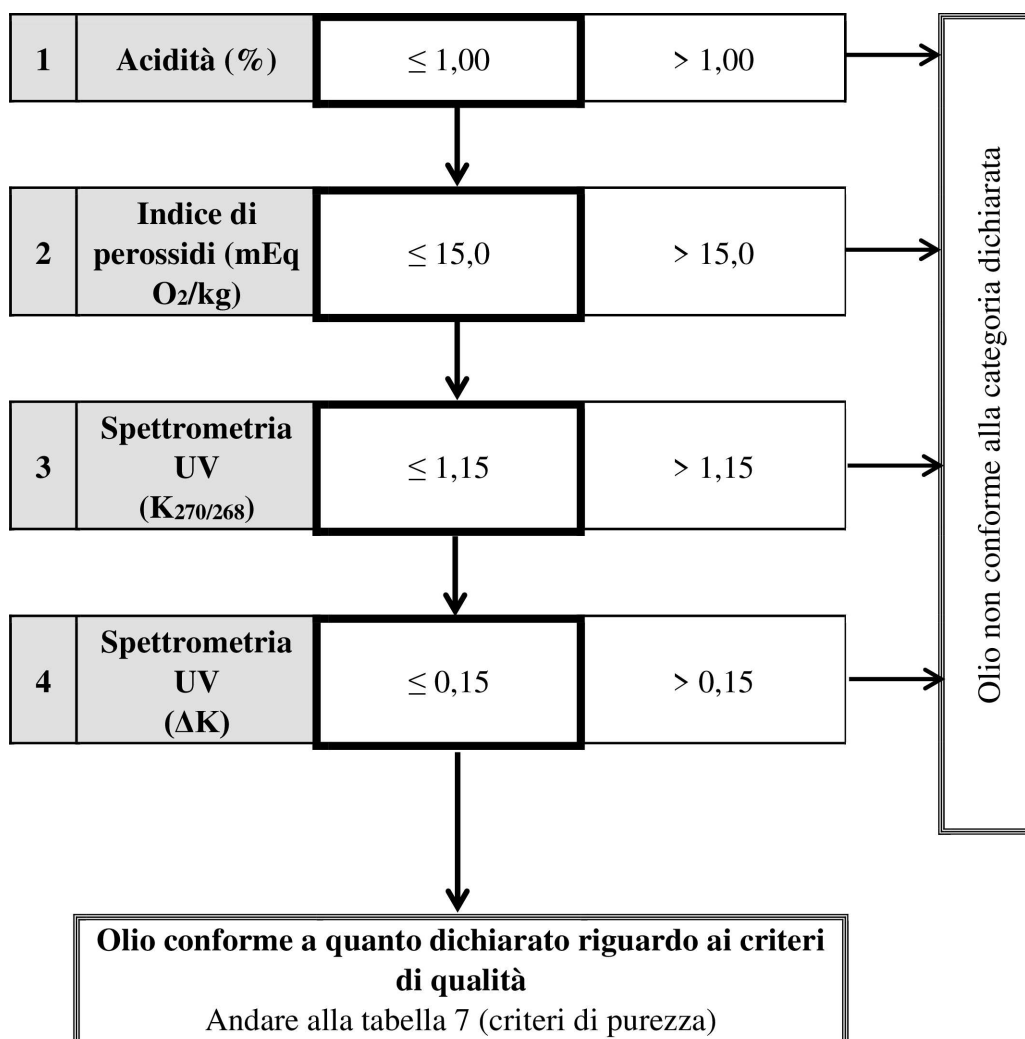 1 Acidità (%) ≤ 1,00 > 1,00
2 Indice di perossidi (mEq O₂/kg) ≤ 15,0 > 15,0
3 Spettrometria UV (K₂₇₀/₂₆₈) ≤ 1,15 > 1,15
4 Spettrometria UV (ΔK) ≤ 0,15 > 0,15
Olio non conforme alla categoria dichiarata
Olio conforme a quanto dichiarato riguardo ai criteri
di qualità
Andare alla tabella 7 (criteri di purezza)